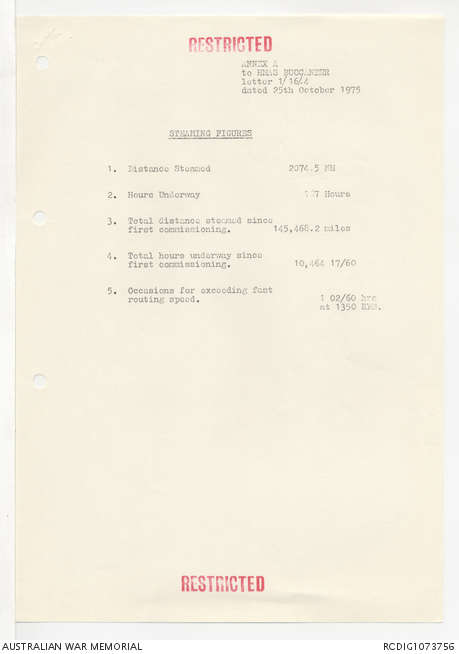 RESTRICTED
ANNEX A
to HMAS BUCCANEER
letter 1/16/4
dated 25th October 1975
STEAMING FIGURES
1. Distance Steamed 2074.5 NM
2. Hours Underway Hours
3. Total distance steamed since
first commissioning. 145,468.2 miles
4. Total hours underway since
first commissioning. 10,464 17/60
5. Occasions for exceeding fast
routing speed. 1 02/60 hrs
at 1350 RPM.
RESTRICTED
AUSTRALIAN WAR MEMORIAL RCDIG1073756